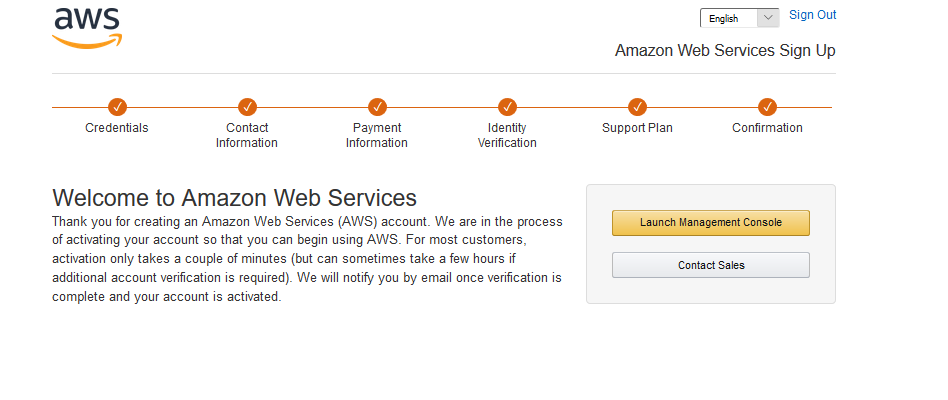 aws
English
Sign Out
Amazon Web Services Sign Up
Credentials
Contact
Information
Payment
Information
Identity
Verification
Support Plan
Confirmation
Welcome to Amazon Web Services
Thank you for creating an Amazon Web Services (AWS) account. We are in the process
of activating your account so that you can begin using AWS. For most customers,
activation only takes a couple of minutes (but can sometimes take a few hours if
additional account verification is required). We will notify you by email once verification is
complete and your account is activated.
Launch Management Console
Contact Sales